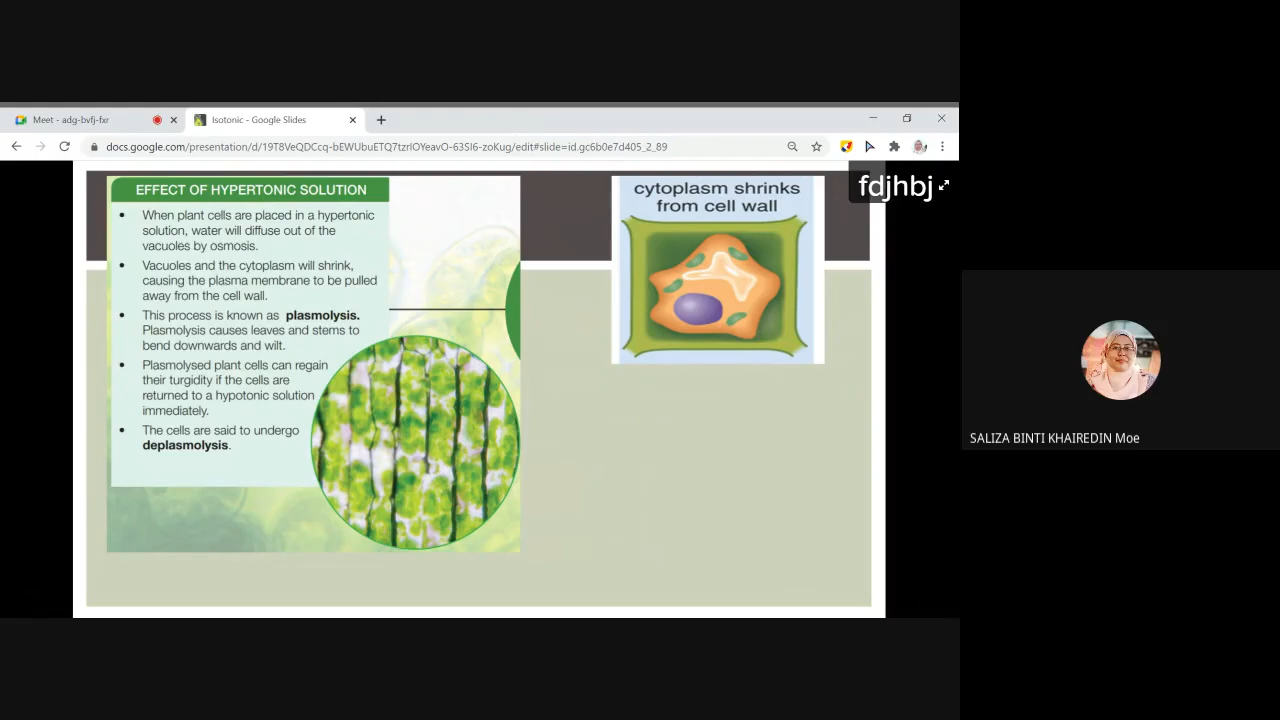 Meet - adg-bvfj-fxr
Isotonic - Google Slides
docs.google.com/presentation/d/19T8VeQDCcq-bEWUbuETQ7tzrIOYeavO-63SI6-zoKug/edit#slide=id.gc6b0e7d405_2_89
fdjhbj
EFFECT OF HYPERTONIC SOLUTION
• When plant cells are placed in a hypertonic
solution, water will diffuse out of the
vacuoles by osmosis.
• Vacuoles and the cytoplasm will shrink,
causing the plasma membrane to be pulled
away from the cell wall.
• This process is known as plasmolysis.
Plasmolysis causes leaves and stems to
bend downwards and wilt.
• Plasmolysed plant cells can regain
their turgidity if the cells are
returned to a hypotonic solution
immediately.
• The cells are said to undergo
deplasmolysis.
cytoplasm shrinks
from cell wall
SALIZA BINTI KHAIREDIN Moe